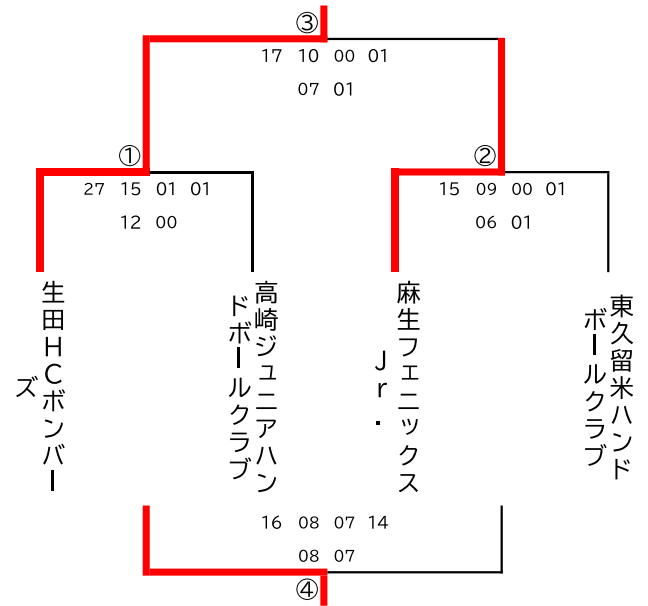 ③
17 10 00 01
07 01
①
②
27 15 01 01
12 00
15 09 00 01
06 01
生田HCボンバーズ
高崎ジュニアハンドボールクラブ
麻生フェニックスJr.
東久留米ハンドボールクラブ
16 08 07 14
08 07
④